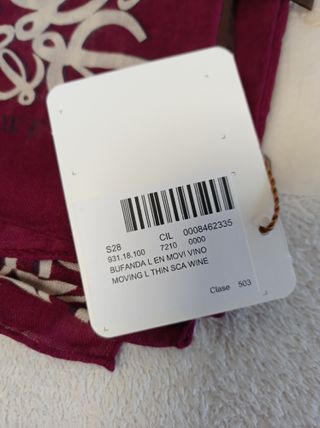 S28 CIL 0008462335
931.18.100 7210 0000
BUFANDA L EN MOVI VINO
MOVING L THIN SCA WINE
Clase 503